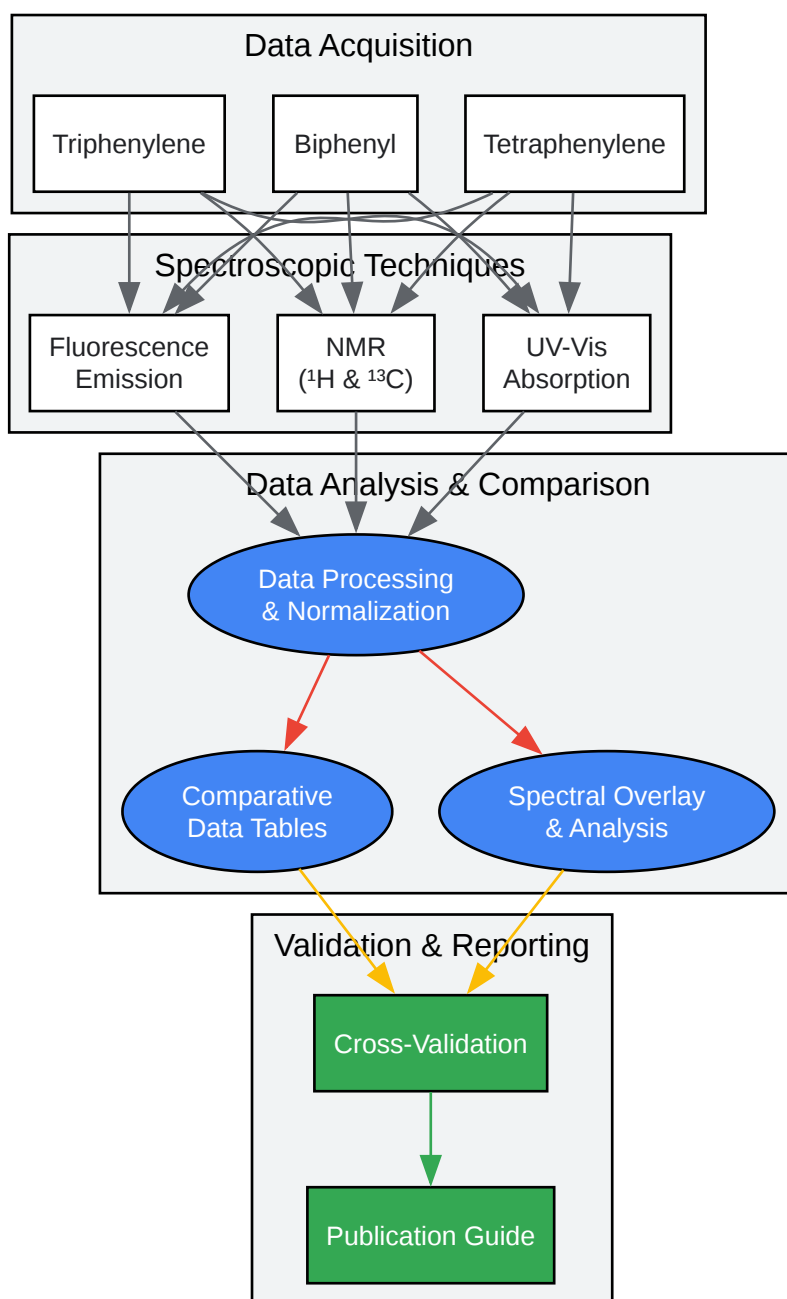 Data Acquisition
Triphenylene
Biphenyl
Tetraphenylene
Spectroscopic Techniques
Fluorescence
Emission
NMR
(¹H & ¹³C)
UV-Vis
Absorption
Data Analysis & Comparison
Data Processing
& Normalization
Comparative
Data Tables
Spectral Overlay
& Analysis
Validation & Reporting
Cross-Validation
Publication Guide